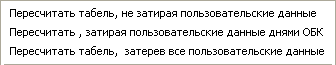 Пересчитать табель, не затирая пользовательские данные
Пересчитать , затирая пользовательские данные днями ОБК
Пересчитать табель,  затерев все пользовательские данные